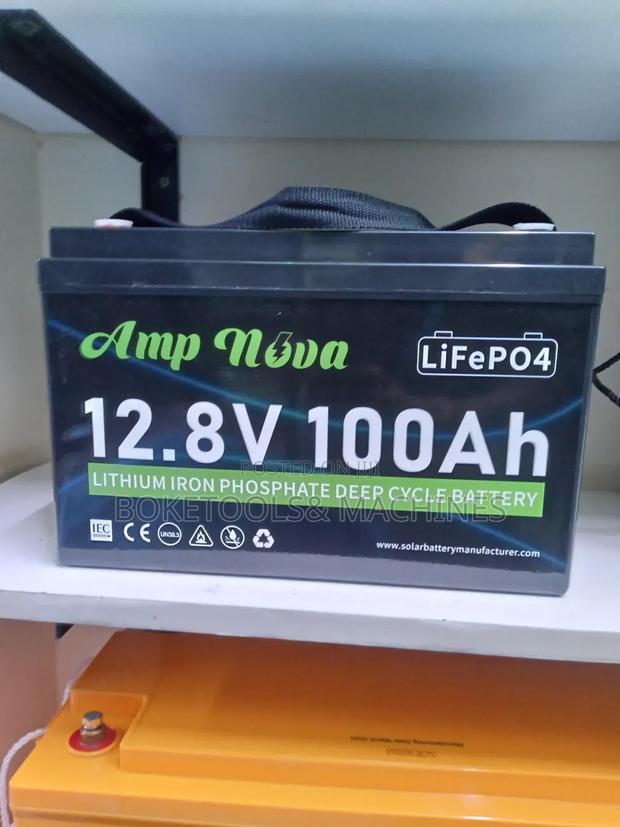 Amp Nova
LiFePO4
12.8V 100Ah
LITHIUM IRON PHOSPHATE DEEP CYCLE BATTERY
POSTED ON JIJI
BOKETOOLS& MACHINES
IEC
CE
UN38.3
www.solarbatterymanufacturer.com